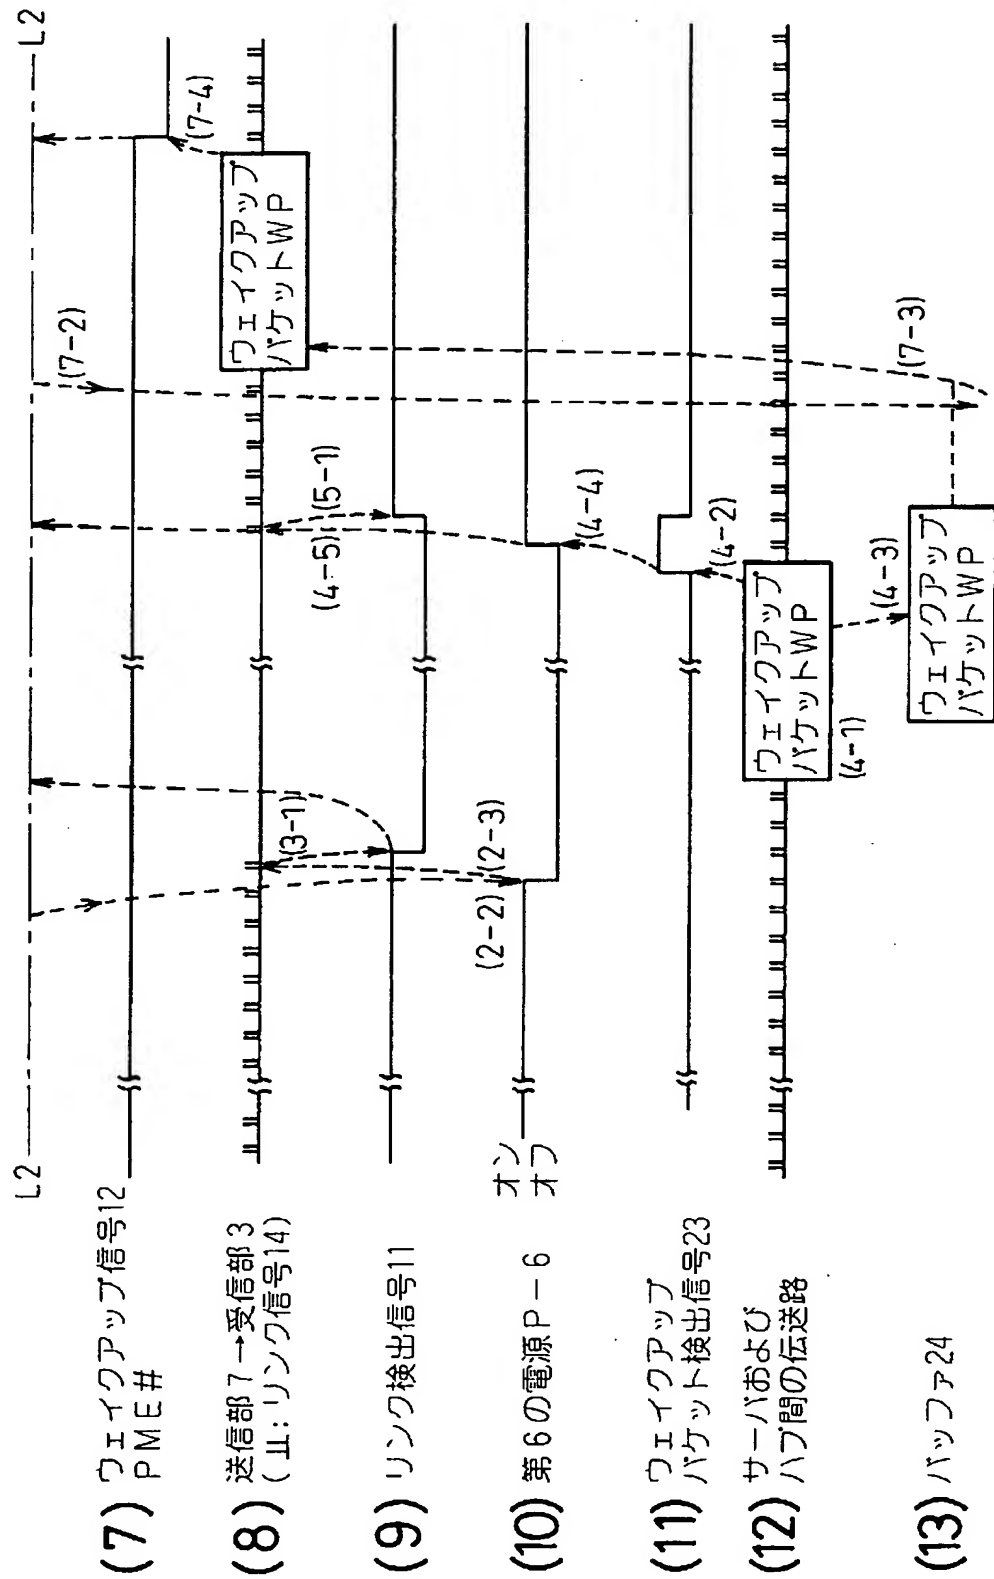 L2
L2
(7) ウェイクアップ信号12
PME#
(7-2)
(7-4)
(8) 送信部7→受信部3
(⊥⊥:リンク信号14)
ウェイクアップ
パケットWP
(3-1)
(4-5)
(5-1)
(9) リンク検出信号11
(10) 第6の電源P-6
オン
オフ
(2-2)
(2-3)
(4-4)
(11) ウェイクアップ
パケット検出信号23
(4-2)
(12) サーバおよび
ハブ間の伝送路
ウェイクアップ
パケットWP
(4-1)
(4-3)
(7-3)
(13) バッファ24
ウェイクアップ
パケットWP